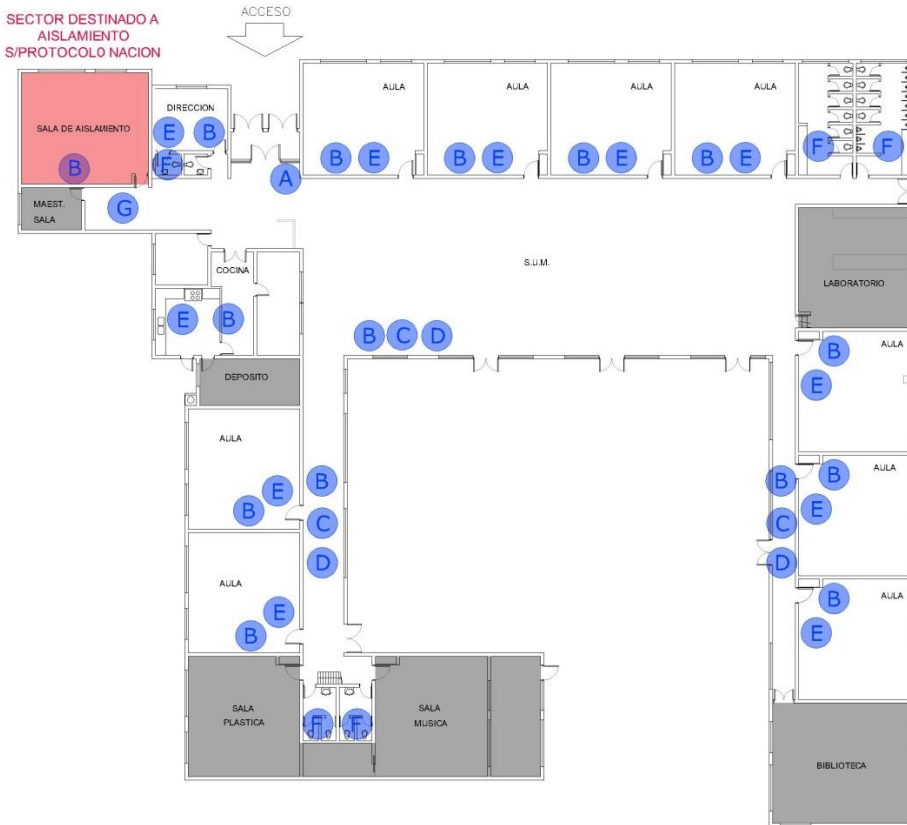 ACCESO
SECTOR DESTINADO A
AISLAMIENTO
S/PROTOCOLO NACION
AULA
AULA
AULA
AULA
DIRECCION
SALA DE AISLAMIENTO
E
B
B
E
B
E
B
E
B
E
F
F
F
B
A
MAEST.
SALA
G
S.U.M.
COCINA
LABORATORIO
E
B
B
C
D
AULA
B
E
DEPOSITO
AULA
E
B
B
C
D
AULA
B
E
B
C
D
AULA
E
B
AULA
B
E
SALA
PLASTICA
SALA
MUSICA
F
F
BIBLIOTECA